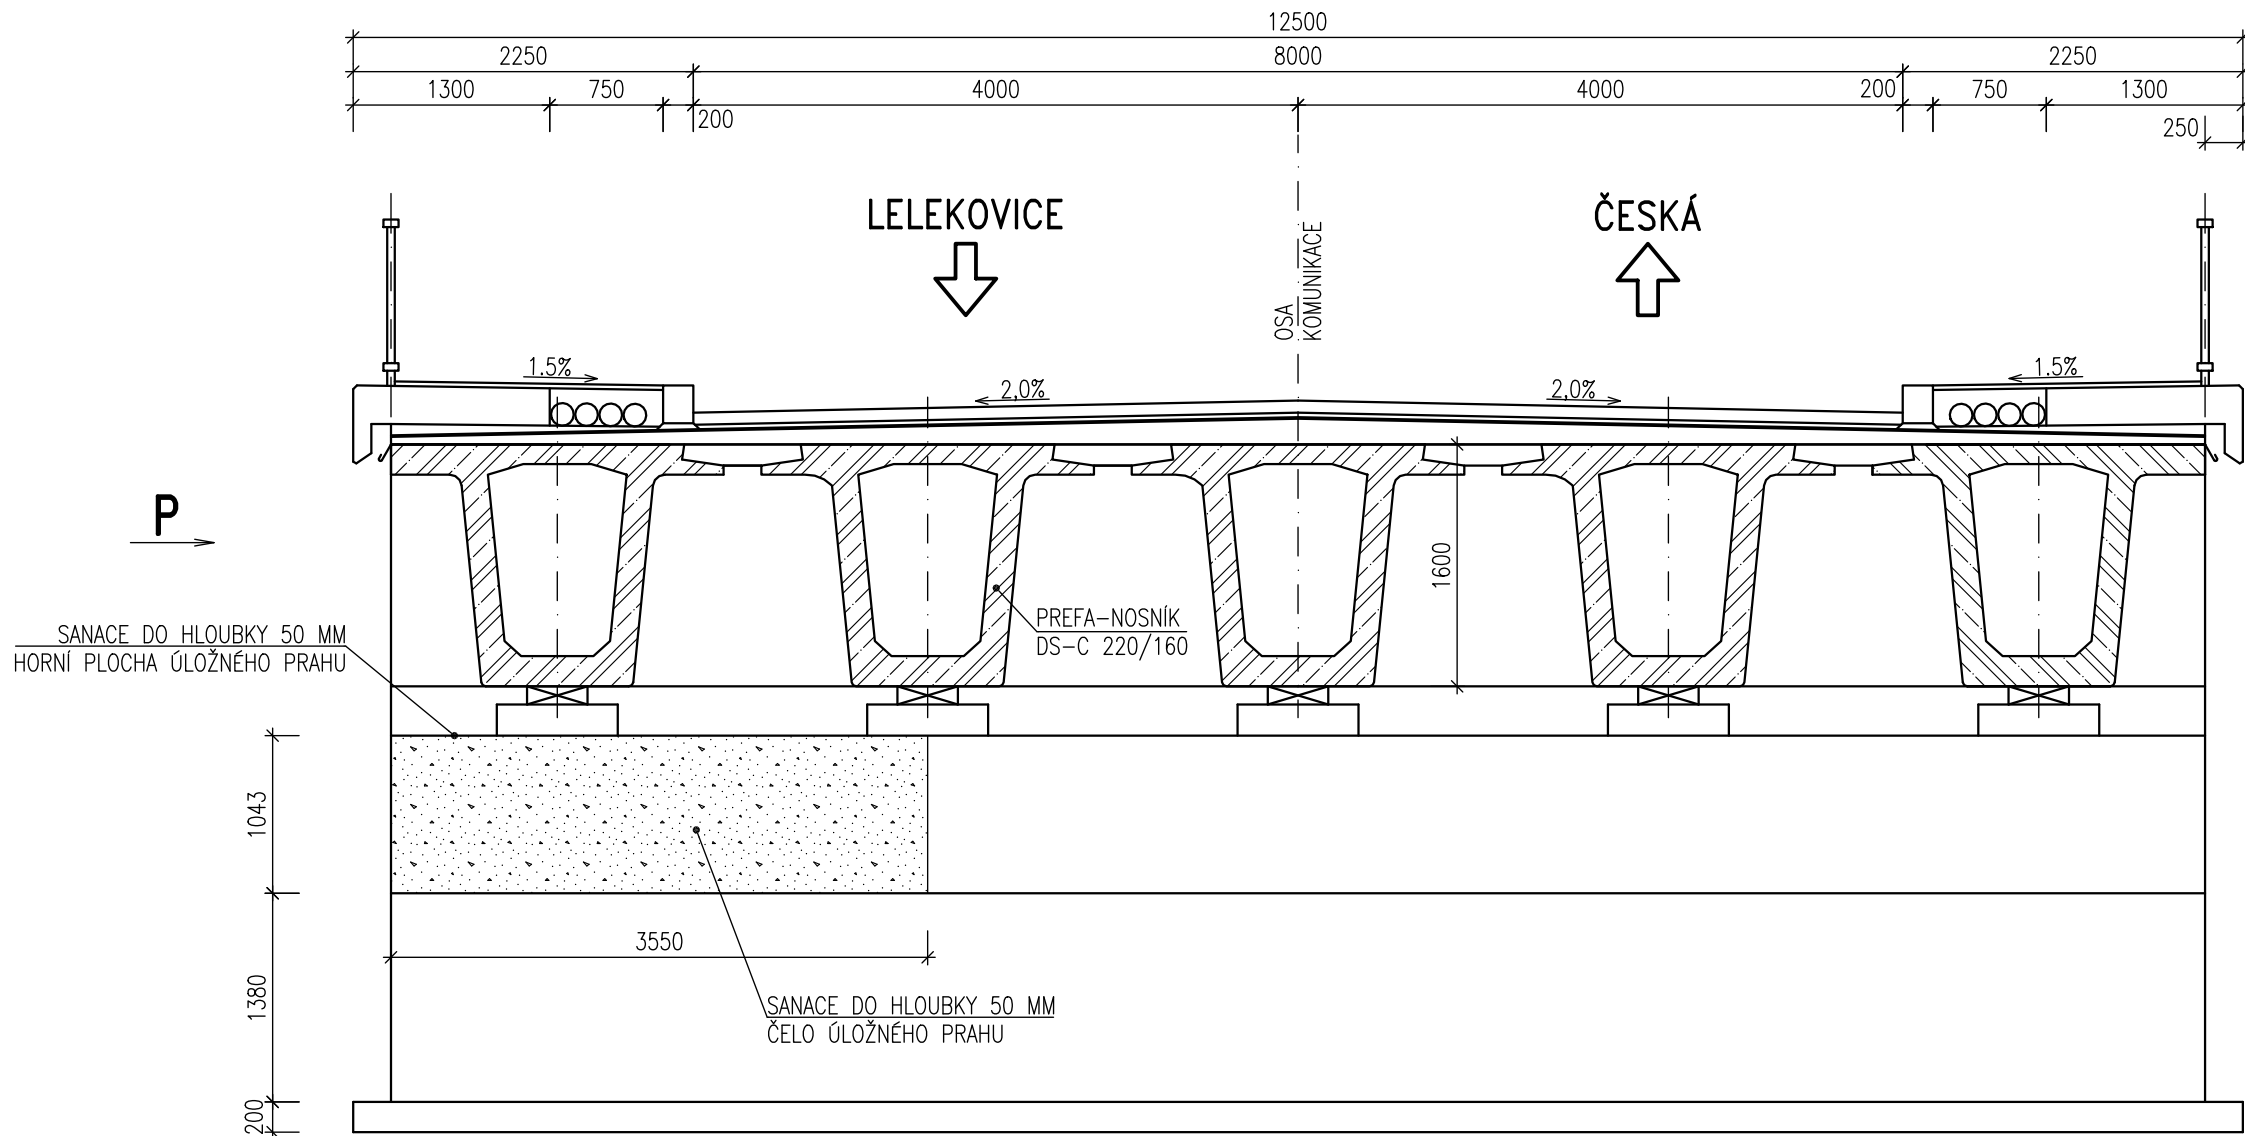 12500
2250 8000 2250
1300 750 4000 4000 200 750 1300
200 250
LELEKOVICE
ČESKÁ
OSA
KOMUNIKACE
1.5% 1.5%
2,0% 2,0%
P
1600
PREFA-NOSNÍK
DS-C 220/160
SANACE DO HLOUBKY 50 MM
HORNÍ PLOCHA ÚLOŽNÉHO PRAHU
1043
3550
1380
SANACE DO HLOUBKY 50 MM
ČELO ÚLOŽNÉHO PRAHU
200